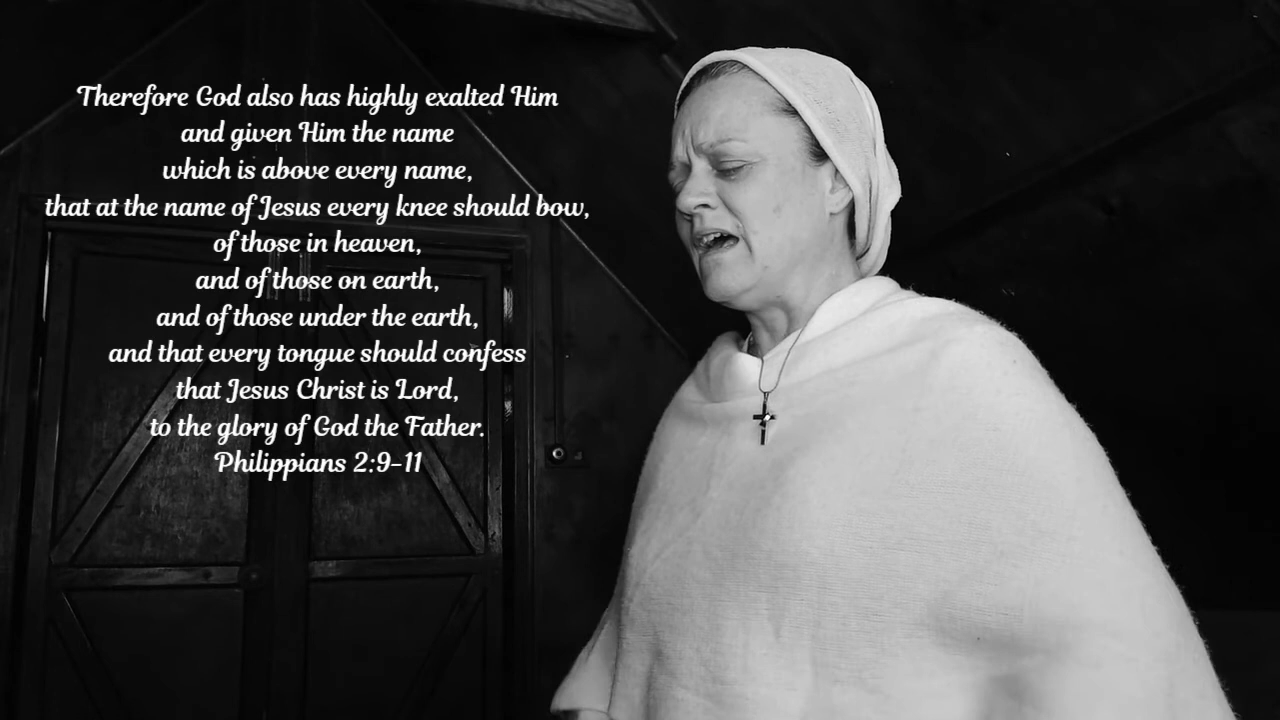 Therefore God also has highly exalted Him
and given Him the name
which is above every name,
that at the name of Jesus every knee should bow,
of those in heaven,
and of those on earth,
and of those under the earth,
and that every tongue should confess
that Jesus Christ is Lord,
to the glory of God the Father.
Philippians 2:9-11